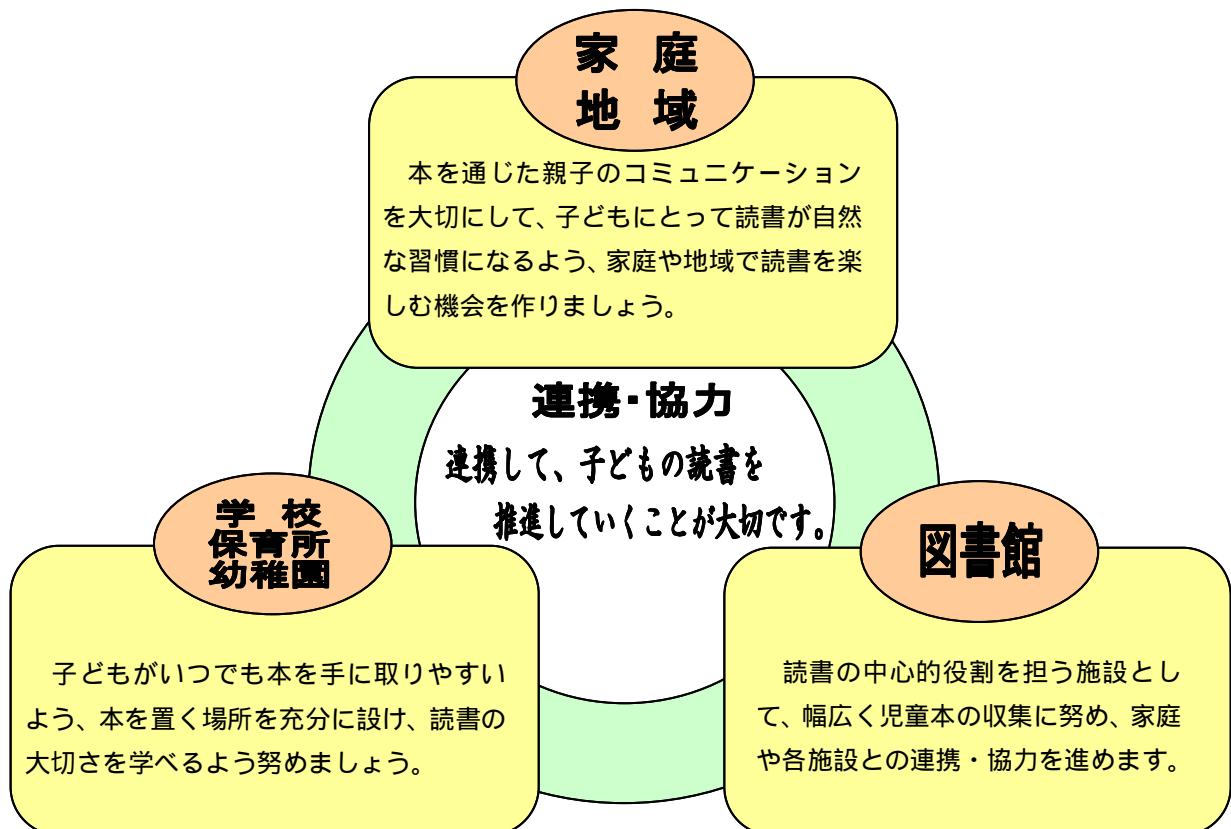 家 庭
地 域
　本を通じた親子のコミュニケーション
を大切にして、子どもにとって読書が自然
な習慣になるよう、家庭や地域で読書を楽
しむ機会を作りましょう。
連携・協力
連携して、子どもの読書を
推進していくことが大切です。
学 校
保育所
幼稚園
　子どもがいつでも本を手に取りやすい
よう、本を置く場所を充分に設け、読書の
大切さを学べるよう努めましょう。
図書館
　読書の中心的役割を担う施設とし
て、幅広く児童本の収集に努め、家庭
や各施設との連携・協力を進めます。